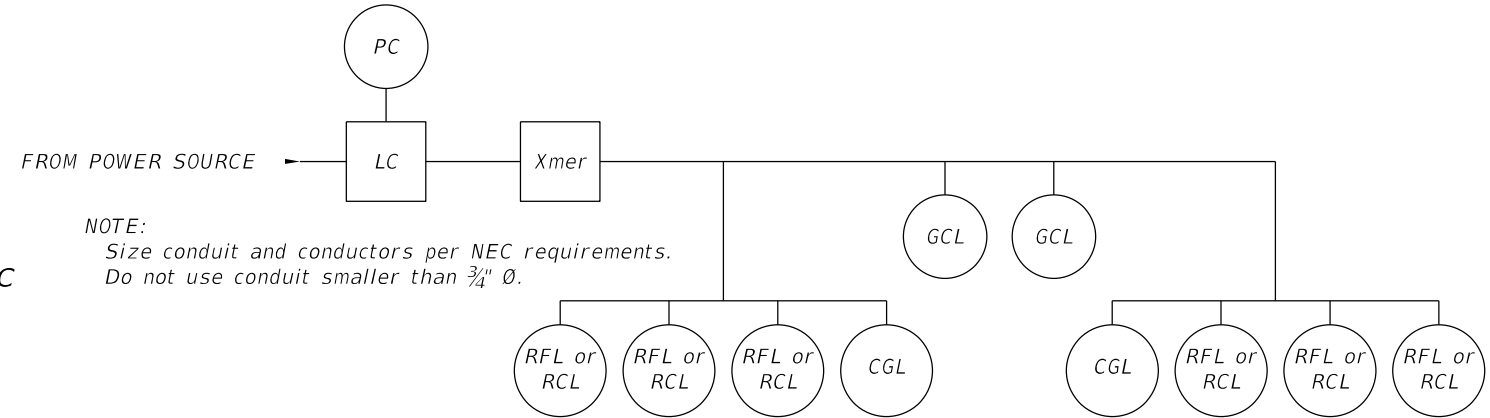 PC
FROM POWER SOURCE
LC
Xmer
NOTE:
Size conduit and conductors per NEC requirements.
Do not use conduit smaller than ¾" Ø.
C
GCL
GCL
RFL or
RCL
RFL or
RCL
RFL or
RCL
CGL
CGL
RFL or
RCL
RFL or
RCL
RFL or
RCL